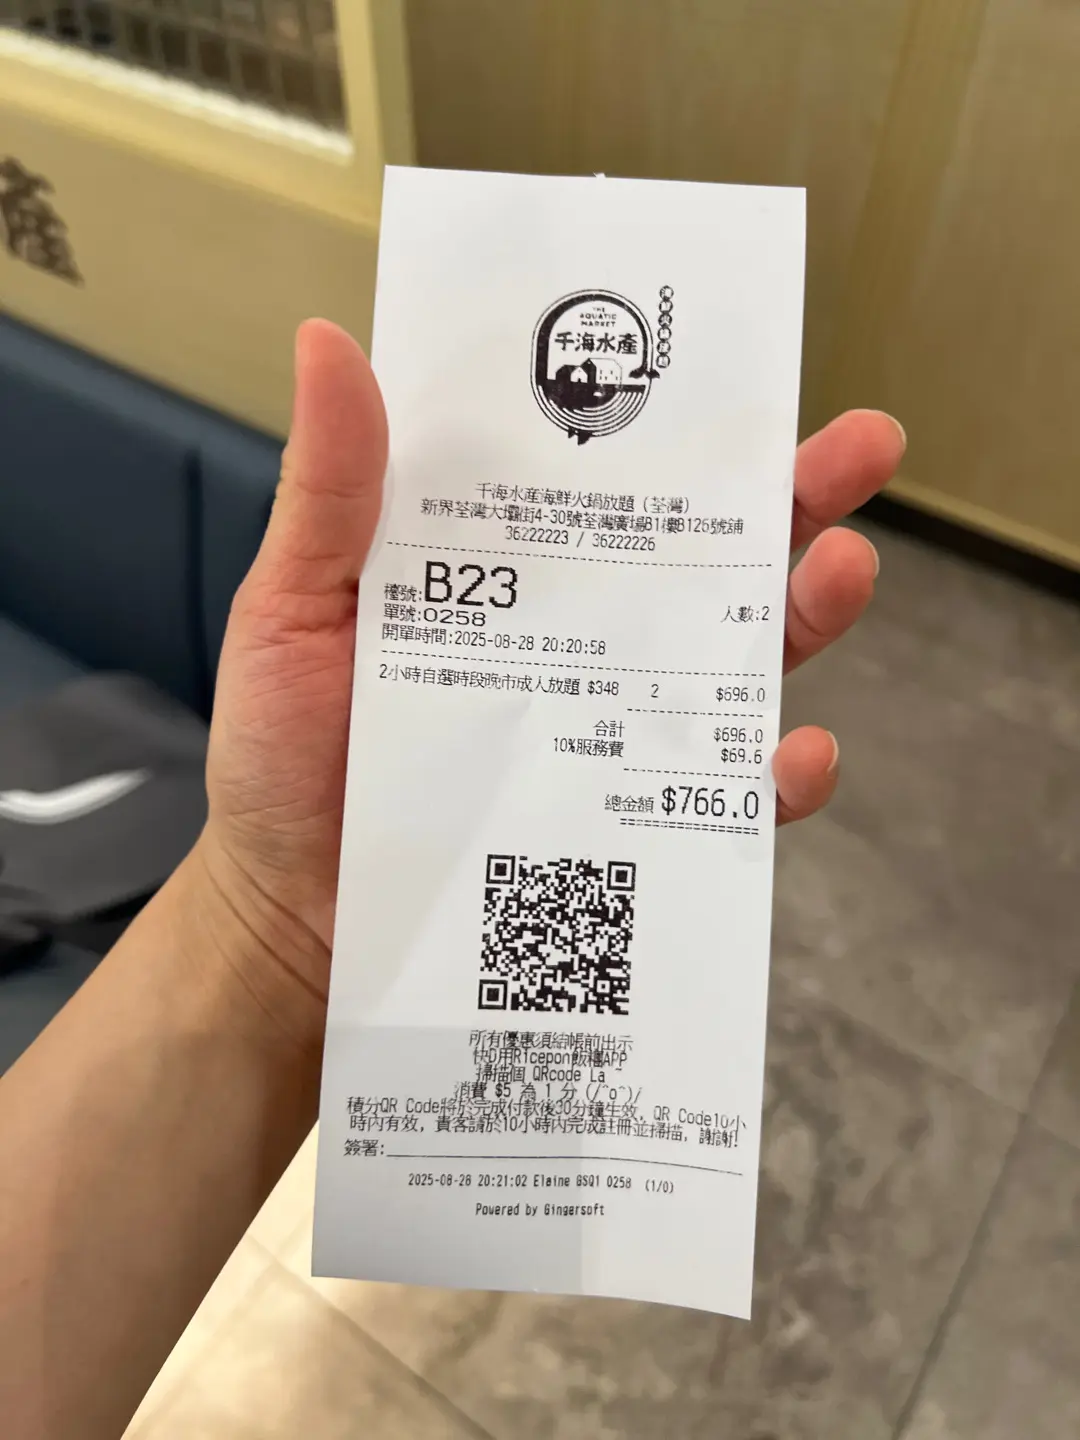 THE
AQUATIC
MARKET
千海水產
千海水產海鮮火鍋放題 (荃灣)
新界荃灣大壩街4-30號荃灣廣場B1樓B126號舖
36222223 / 36222226
檯號:B23
人數:2
單號:0258
開單時間:2025-08-28 20:20:58
2小時自選時段晚市成人放題 $348 2 $696.0
合計 $696.0
10%服務費 $69.6
總金額 $766.0
所有優惠須結帳前出示
快D用Ricepon飯糰APP
掃描個 QRcode La ~
消費 $5 為 1 分 (/^o^)/
積分QR Code將於完成付款後30分鐘生效, QR Code10小
時內有效, 貴客請於10小時內完成註冊並掃描, 謝謝!
簽署:
2025-08-28 20:21:02 Elaine GSQ1 0258 (1/0)
Powered by Gingersoft